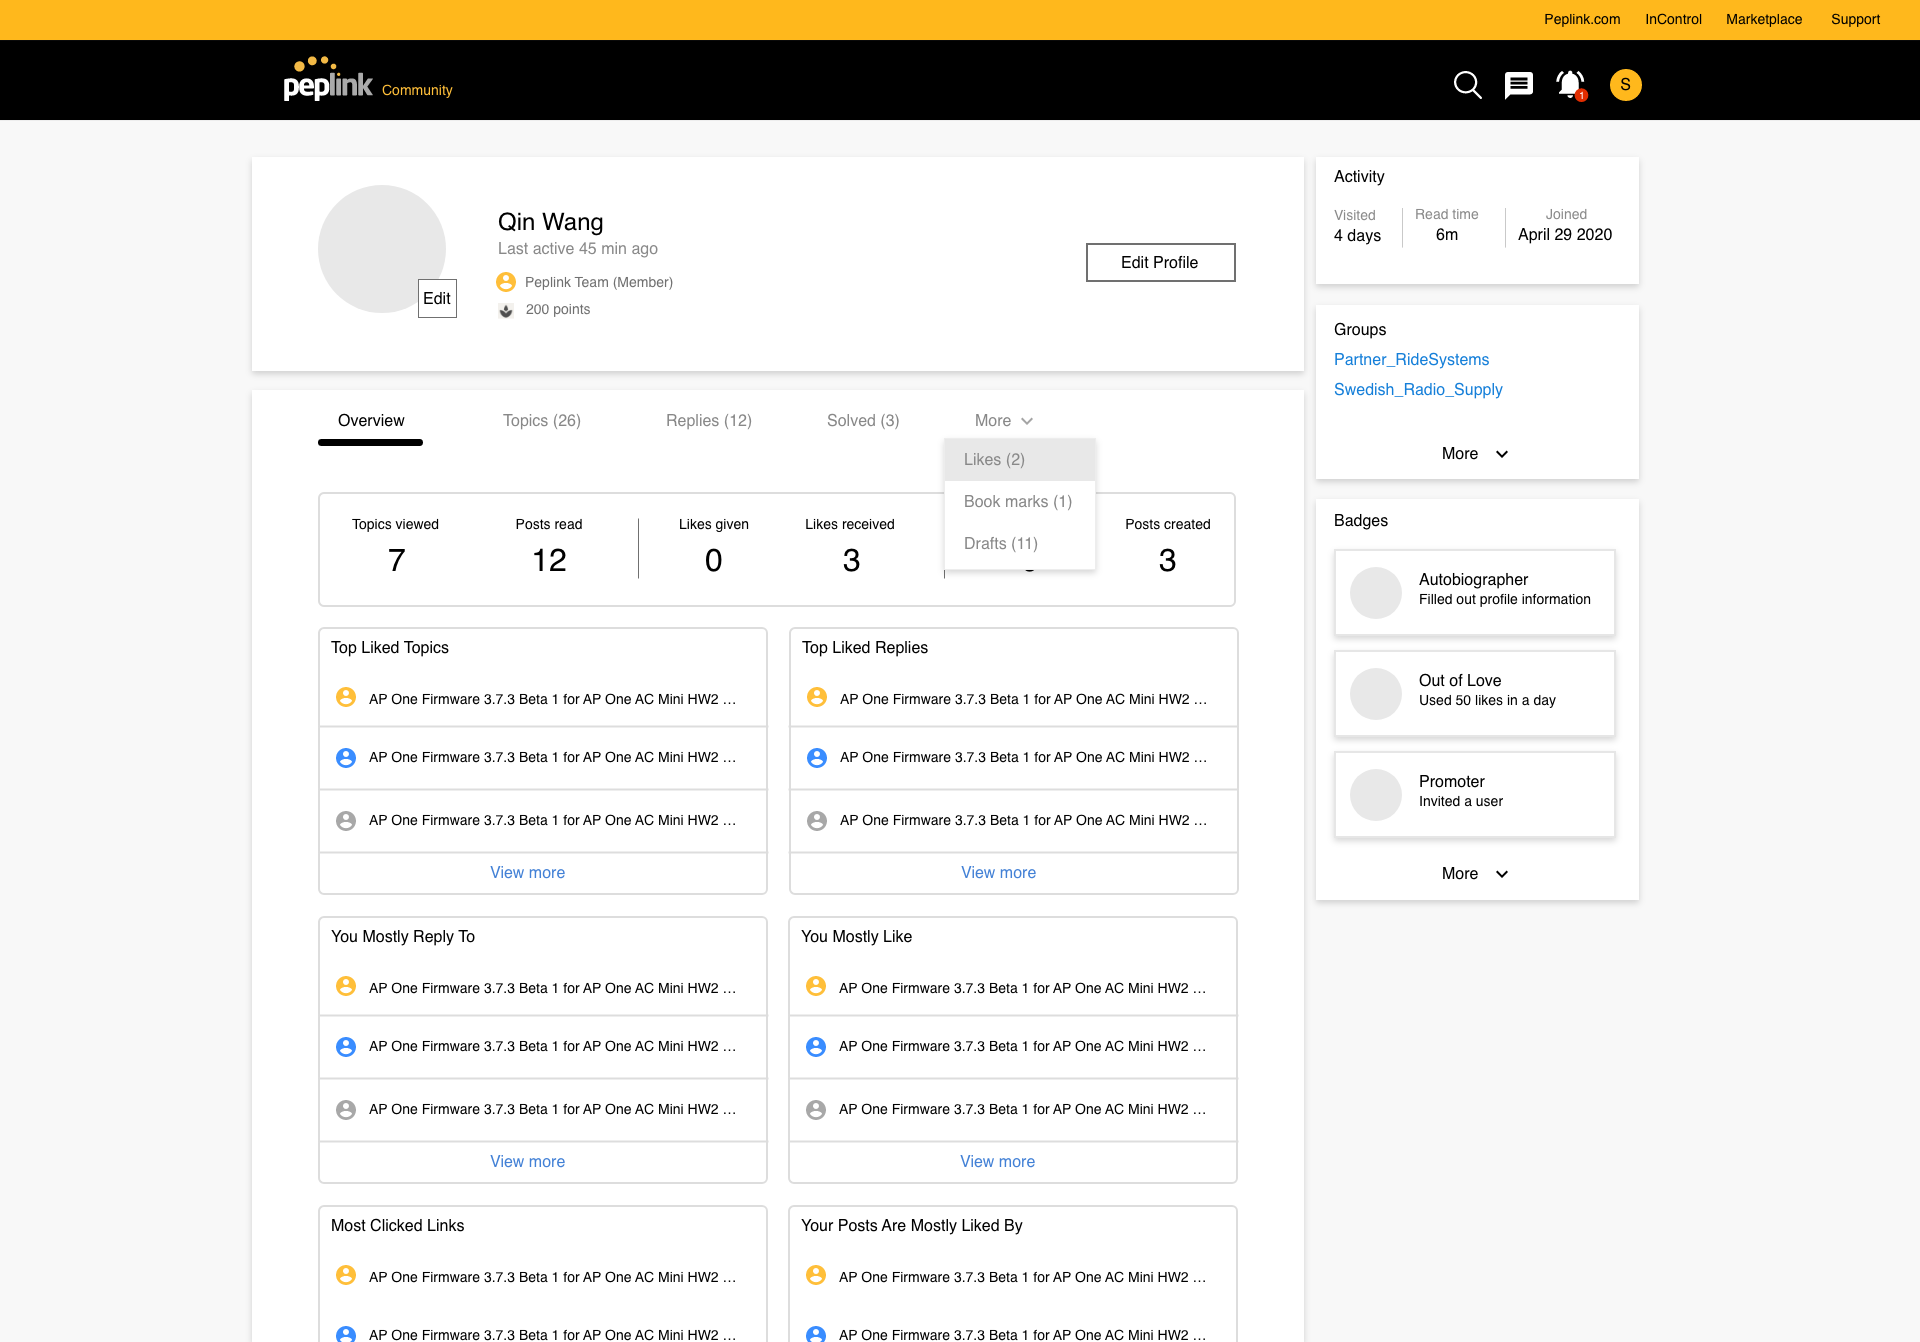 Peplink.com InControl Marketplace Support
peplink Community
1
S
Qin Wang
Last active 45 min ago
Peplink Team (Member)
200 points
Edit
Edit Profile
Overview Topics (26) Replies (12) Solved (3) More
Likes (2)
Book marks (1)
Drafts (11)
Topics viewed Posts read Likes given Likes received Posts created
7 12 0 3 3
Top Liked Topics
AP One Firmware 3.7.3 Beta 1 for AP One AC Mini HW2 ...
AP One Firmware 3.7.3 Beta 1 for AP One AC Mini HW2 ...
AP One Firmware 3.7.3 Beta 1 for AP One AC Mini HW2 ...
View more
Top Liked Replies
AP One Firmware 3.7.3 Beta 1 for AP One AC Mini HW2 ...
AP One Firmware 3.7.3 Beta 1 for AP One AC Mini HW2 ...
AP One Firmware 3.7.3 Beta 1 for AP One AC Mini HW2 ...
View more
You Mostly Reply To
AP One Firmware 3.7.3 Beta 1 for AP One AC Mini HW2 ...
AP One Firmware 3.7.3 Beta 1 for AP One AC Mini HW2 ...
AP One Firmware 3.7.3 Beta 1 for AP One AC Mini HW2 ...
View more
You Mostly Like
AP One Firmware 3.7.3 Beta 1 for AP One AC Mini HW2 ...
AP One Firmware 3.7.3 Beta 1 for AP One AC Mini HW2 ...
AP One Firmware 3.7.3 Beta 1 for AP One AC Mini HW2 ...
View more
Most Clicked Links
AP One Firmware 3.7.3 Beta 1 for AP One AC Mini HW2 ...
AP One Firmware 3.7.3 Beta 1 for AP One AC Mini HW2 ...
Your Posts Are Mostly Liked By
AP One Firmware 3.7.3 Beta 1 for AP One AC Mini HW2 ...
AP One Firmware 3.7.3 Beta 1 for AP One AC Mini HW2 ...
Activity
Visited Read time Joined
4 days 6m April 29 2020
Groups
Partner_RideSystems
Swedish_Radio_Supply
More
Badges
Autobiographer
Filled out profile information
Out of Love
Used 50 likes in a day
Promoter
Invited a user
More